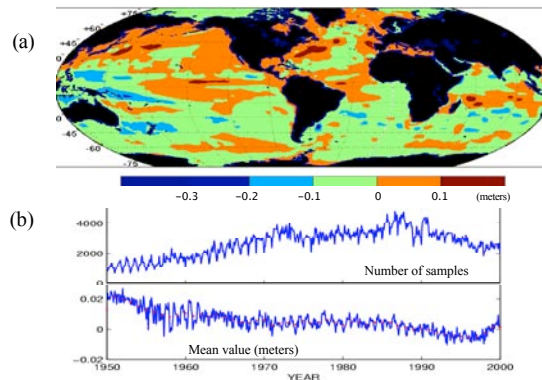 (a)
+75
+45
0
-45
-60
-75
-0.3 -0.2 -0.1 0 0.1 (meters)
(b)
4000
2000
0
Number of samples
0.02
0
-0.02
Mean value (meters)
1950 1960 1970 1980 1990 2000
YEAR